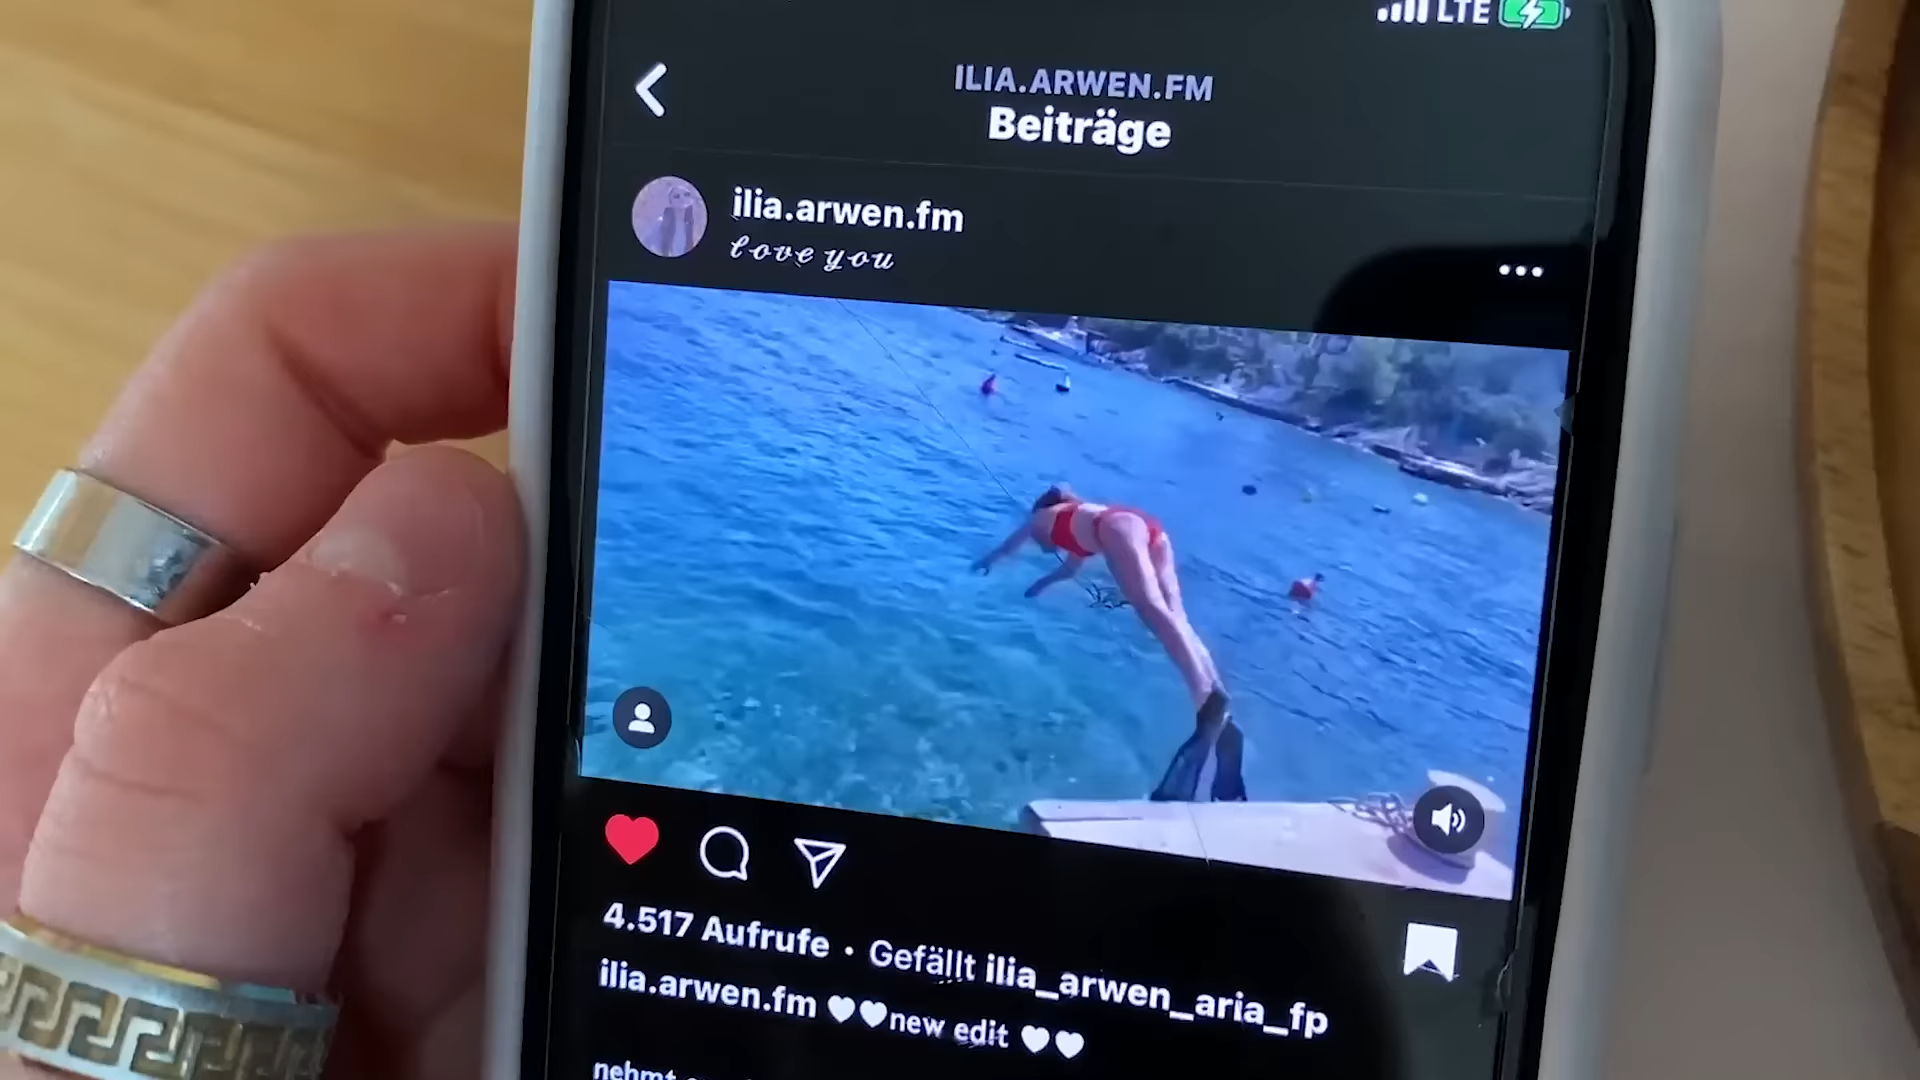 LTE
ILIA.ARWEN.FM
Beiträge
ilia.arwen.fm
love you
4.517 Aufrufe · Gefällt ilia_arwen_aria_fp
ilia.arwen.fm 🤍🤍new edit 🤍🤍
nehmt